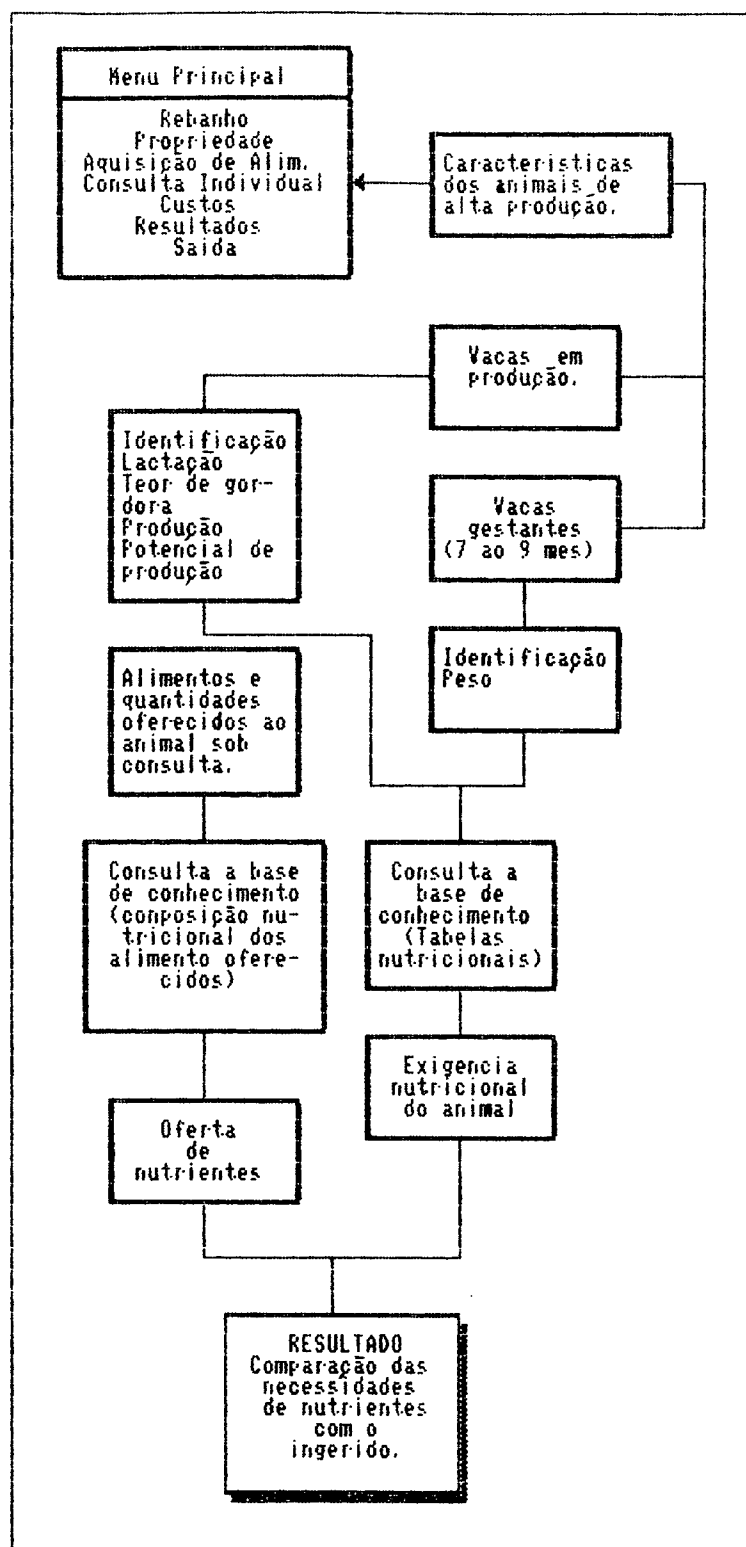 Menu Principal
Rebanho
Propriedade
Aquisição de Alim.
Consulta Individual
Custos
Resultados
Saida
Caracteristicas
dos animais de
alta produção.
Vacas em
produção.
Identificação
Lactação
Teor de gor-
dora
Produção
Potencial de
produção
Vacas
gestantes
(7 ao 9 mes)
Identificação
Peso
Alimentos e
quantidades
oferecidos ao
animal sob
consulta.
Consulta a base
de conhecimento
(conposição nu-
tricional dos
alimento ofere-
cidos)
Consulta a
base de
conhecimento
(Tabelas
nutricionais)
Exigencia
nutricional
do animal
Oferta
de
nutrientes
RESULTADO
Comparação das
necessidades
de nutrientes
com o
ingerido.